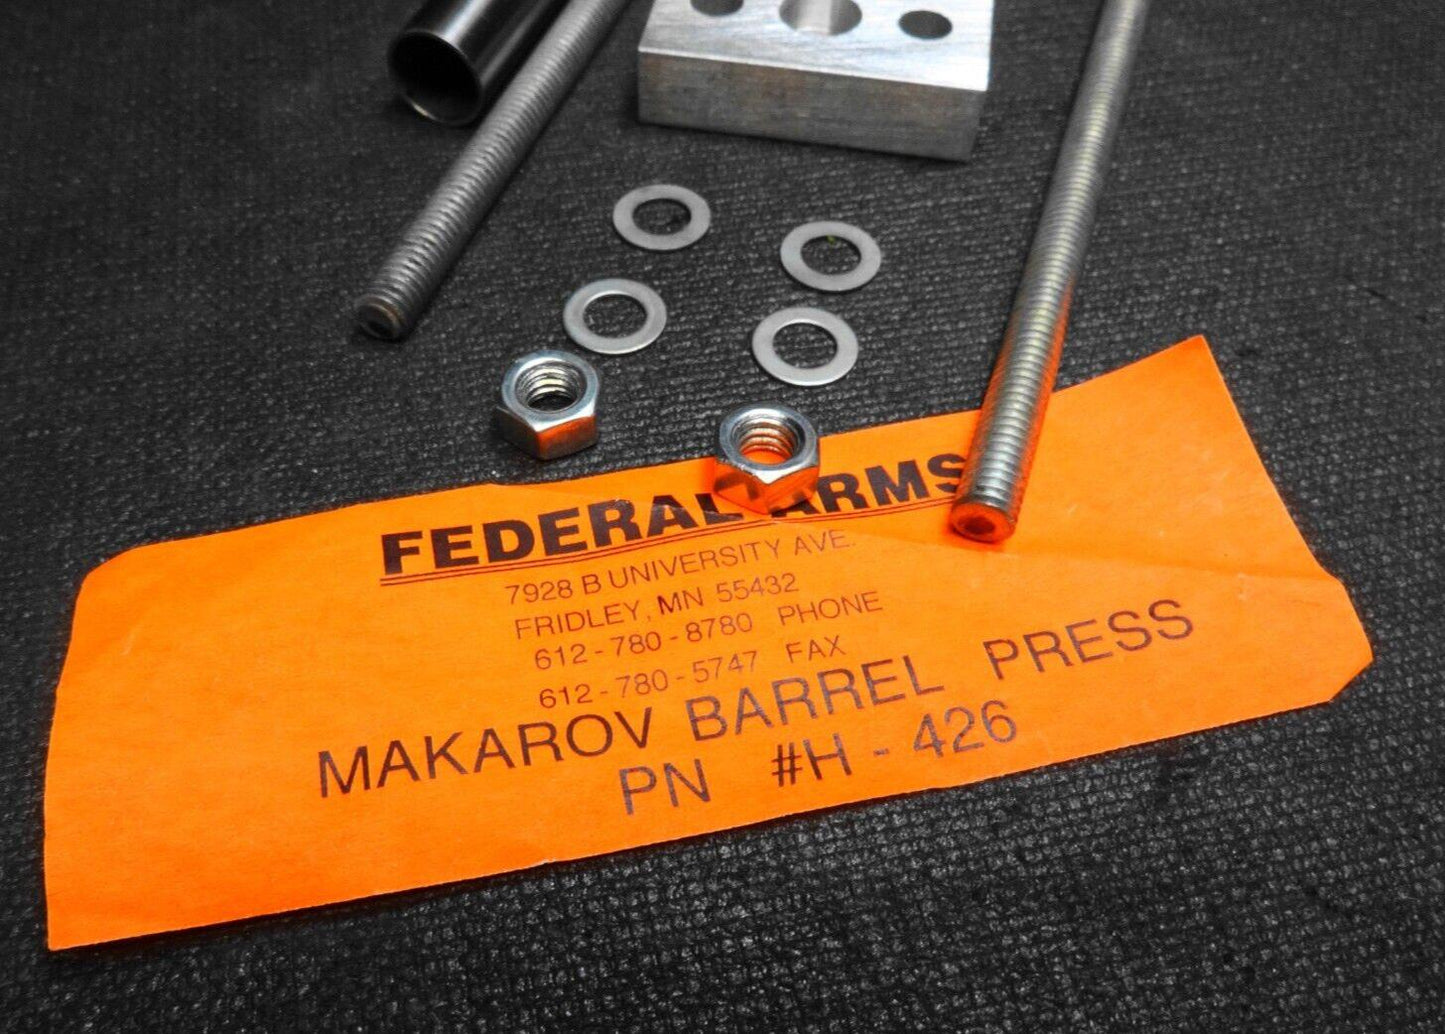 FEDERAL ARMS
7928 B UNIVERSITY AVE.
FRIDLEY, MN 55432
612-780-8780 PHONE
612-780-5747 FAX
MAKAROV BARREL PRESS
PN #H-426